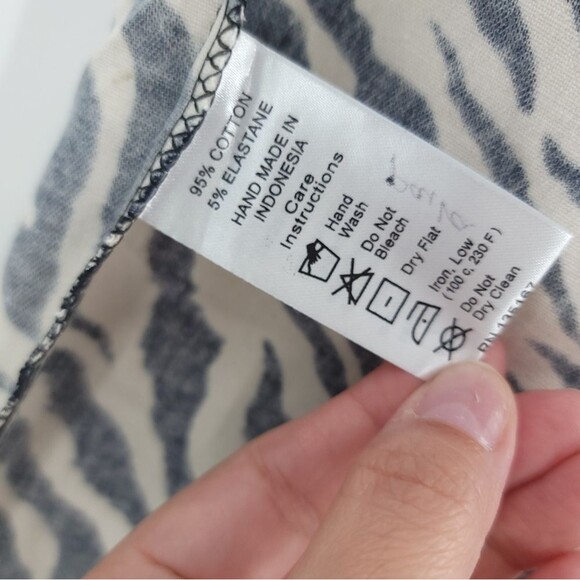 95% COTTON
5% ELASTANE
HAND MADE IN
INDONESIA
Care
Instructions
Hand
Wash
Do Not
Bleach
Dry Flat
Iron, Low
(100 c, 230 F)
Do Not
Dry Clean
RN